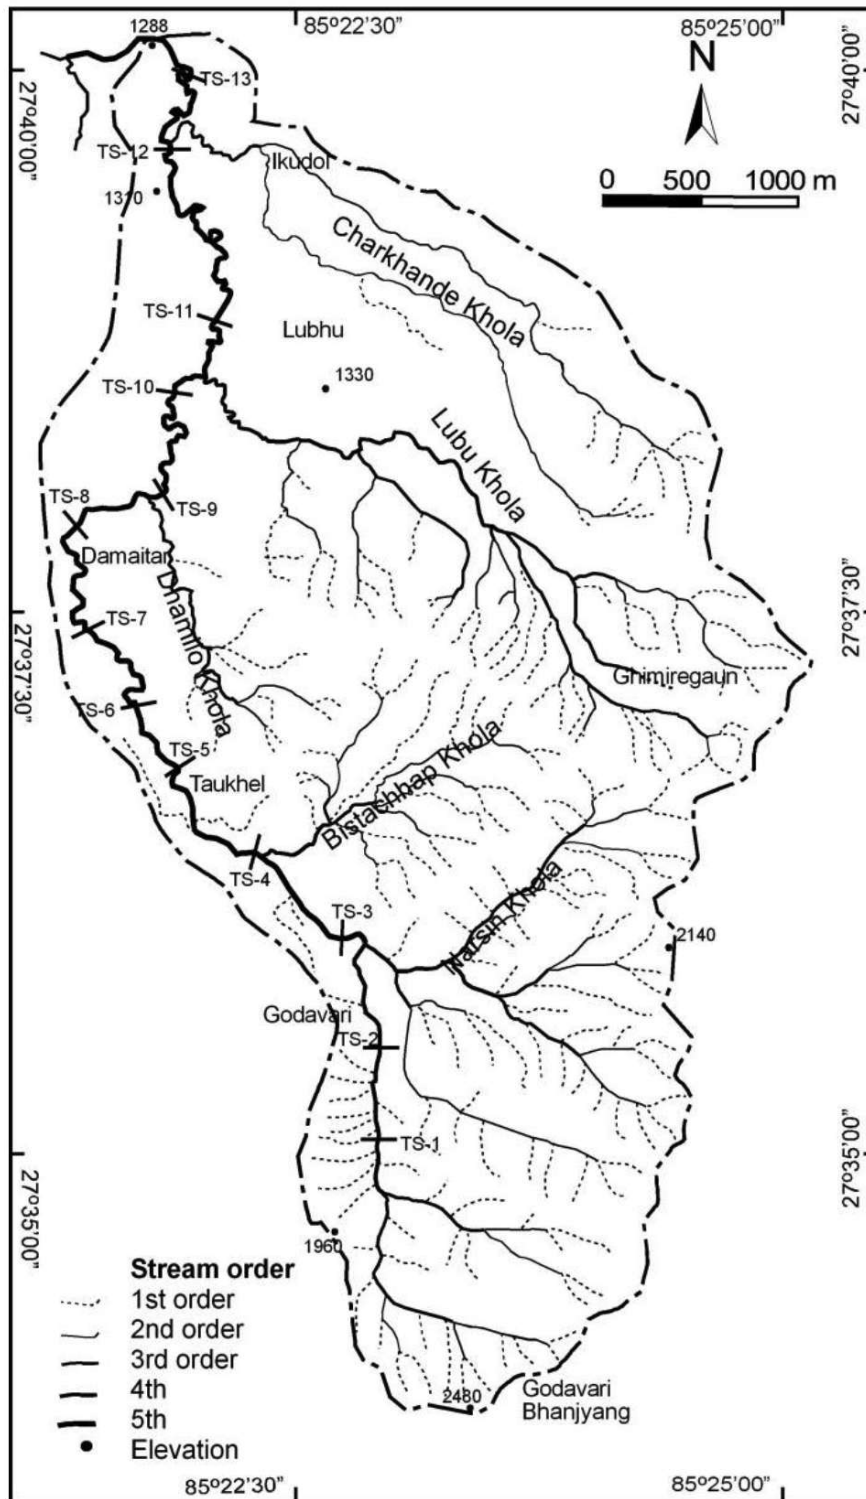 85º22'30"
85º25'00"
1288
TS-13
27º40'00"
27º40'00"
N
TS-12
Ikudol
0 500 1000 m
1310
Charkhande Khola
TS-11
Lubhu
TS-10
1330
Lubu Khola
TS-8
TS-9
Damaitar
Dhamilo Khola
TS-7
27º37'30"
27º37'30"
Ghimiregaun
TS-6
TS-5
Taukhel
Bistachhap Khola
TS-4
Narsin Khola
TS-3
2140
Godavari
TS-2
TS-1
27º35'00"
27º35'00"
1960
Stream order
1st order
2nd order
3rd order
4th
5th
Elevation
2480
Godavari
Bhanjyang
85º22'30"
85º25'00"